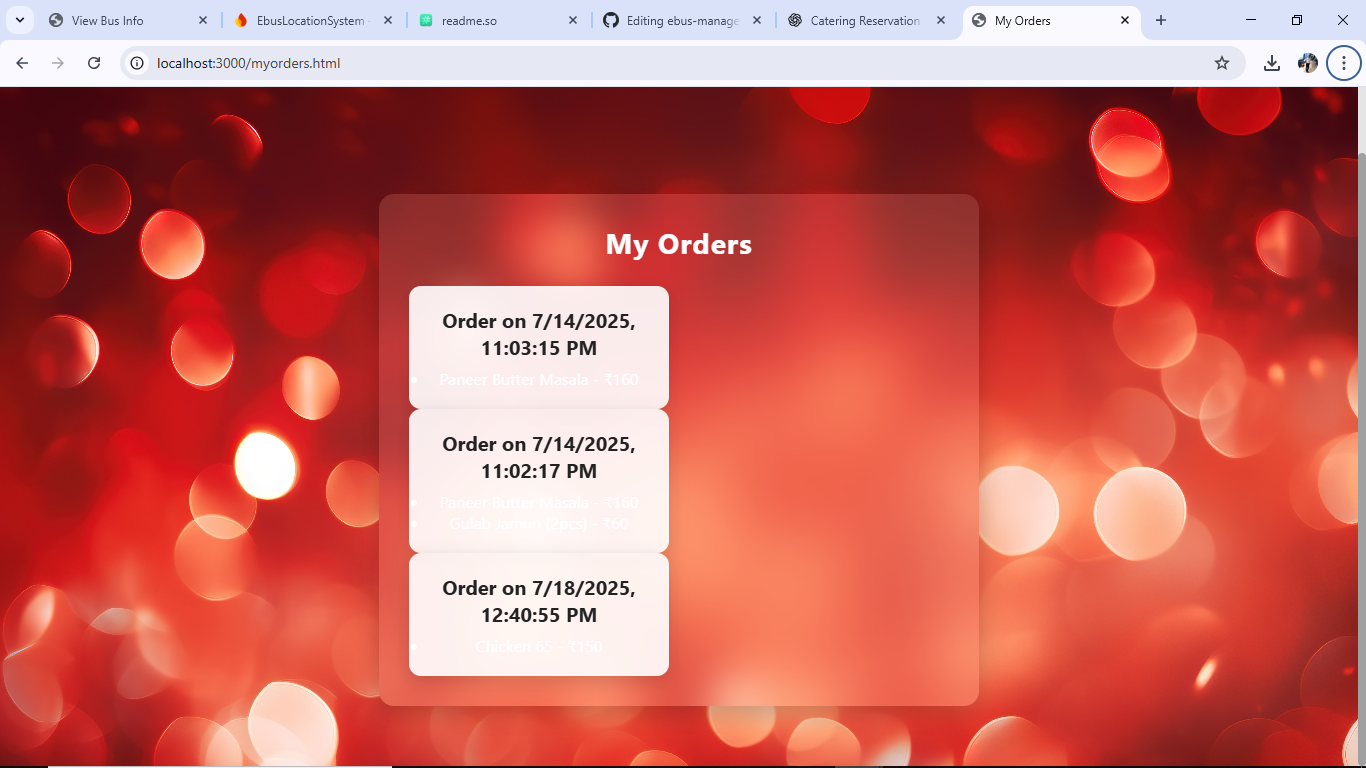 View Bus Info
EbusLocationSystem -
readme.so
Editing ebus-manage
Catering Reservation
My Orders
localhost:3000/myorders.html
My Orders
Order on 7/14/2025,
11:03:15 PM
Paneer Butter Masala - ₹160
Order on 7/14/2025,
11:02:17 PM
Paneer Butter Masala - ₹160
Gulab Jamun (2pcs) - ₹60
Order on 7/18/2025,
12:40:55 PM
Chicken 65 - ₹150